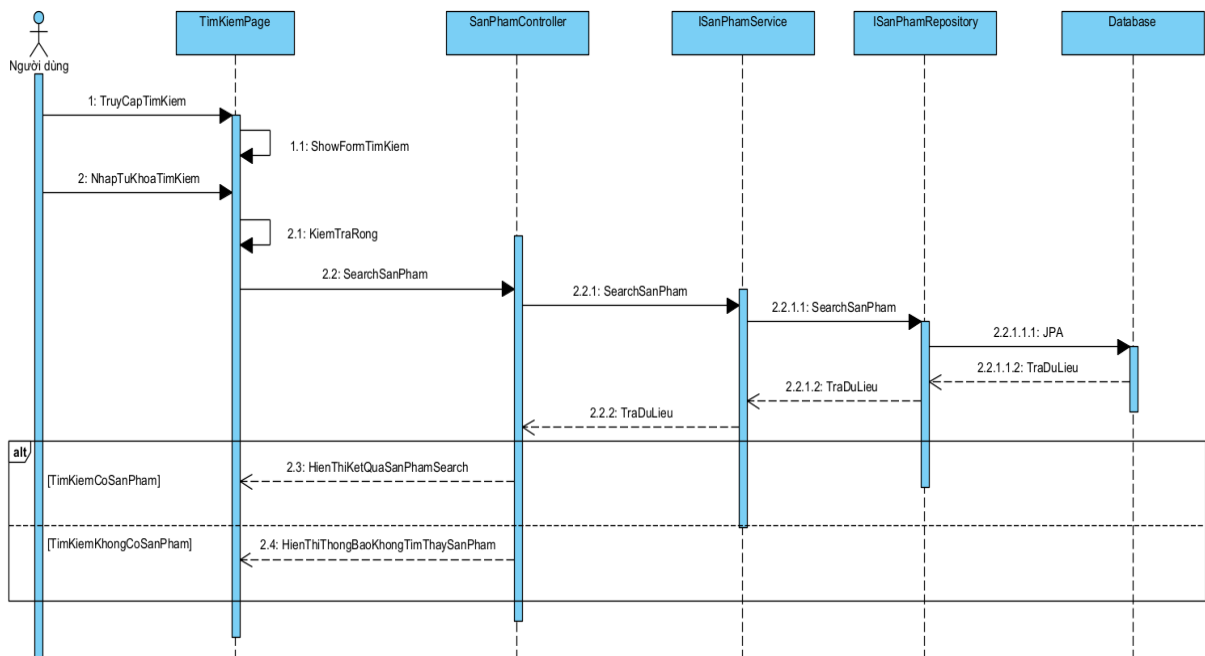 TimKiemPage
SanPhamController
ISanPhamService
ISanPhamRepository
Database
Người dùng
1: TruyCapTimKiem
1.1: ShowFormTimKiem
2: NhapTuKhoaTimKiem
2.1: KiemTraRong
2.2: SearchSanPham
2.2.1: SearchSanPham
2.2.1.1: SearchSanPham
2.2.1.1.1: JPA
2.2.1.1.2: TraDuLieu
2.2.1.2: TraDuLieu
2.2.2: TraDuLieu
alt
2.3: HienThiKetQuaSanPhamSearch
[TimKiemCoSanPham]
[TimKiemKhongCoSanPham]
2.4: HienThiThongBaoKhongTimThaySanPham